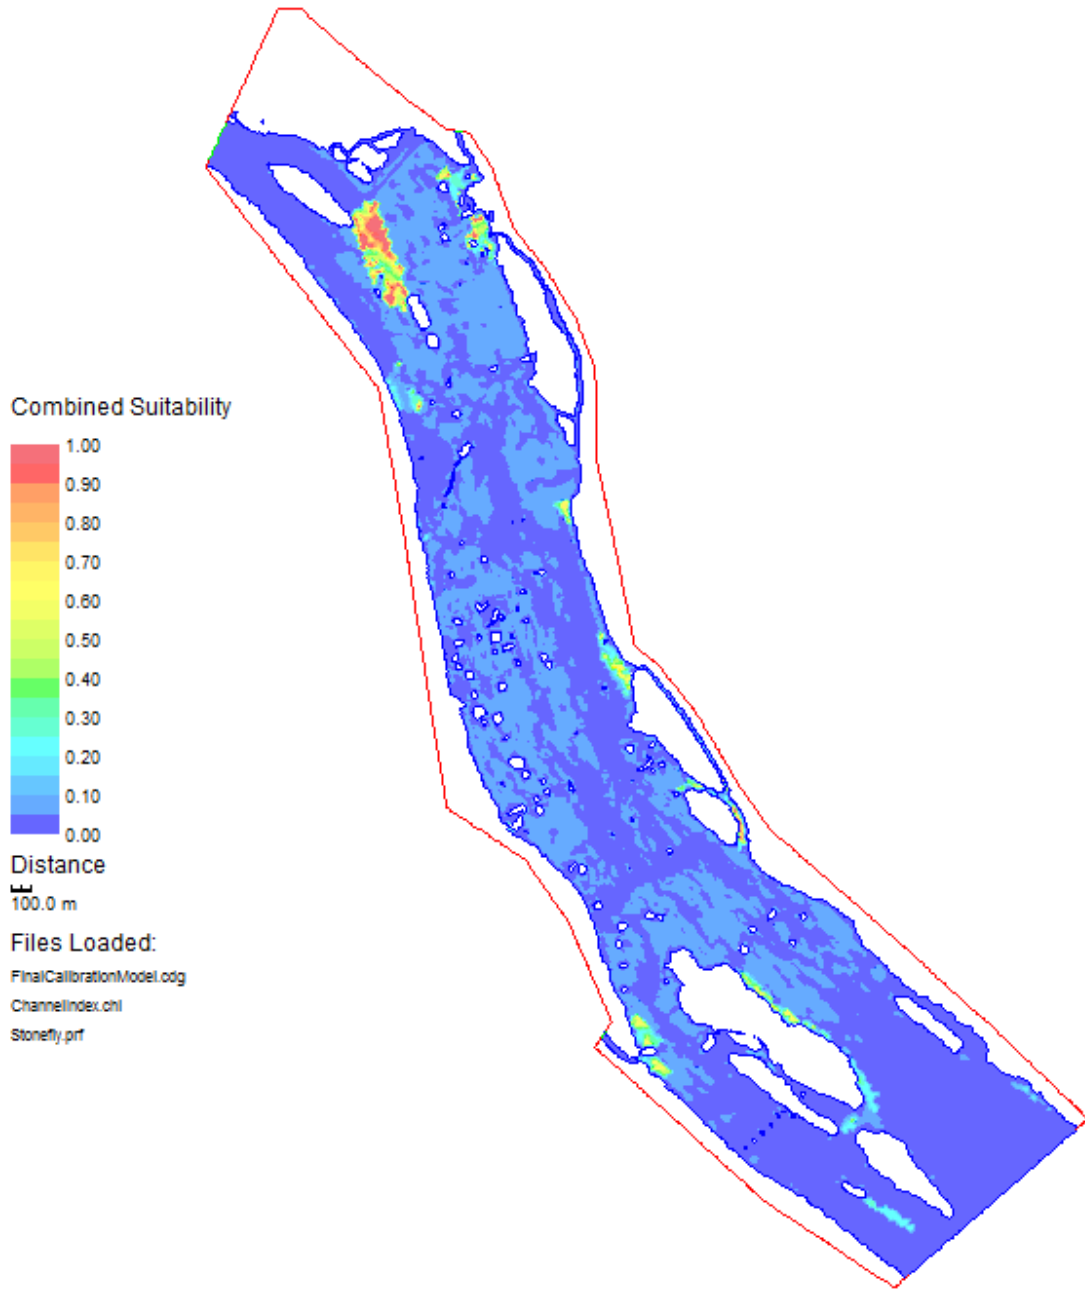 Combined Suitability
1.00
0.90
0.80
0.70
0.60
0.50
0.40
0.30
0.20
0.10
0.00
Distance
100.0 m
Files Loaded:
FinalCalibrationModel.cdg
ChannelIndex.chi
Stonefly.prf